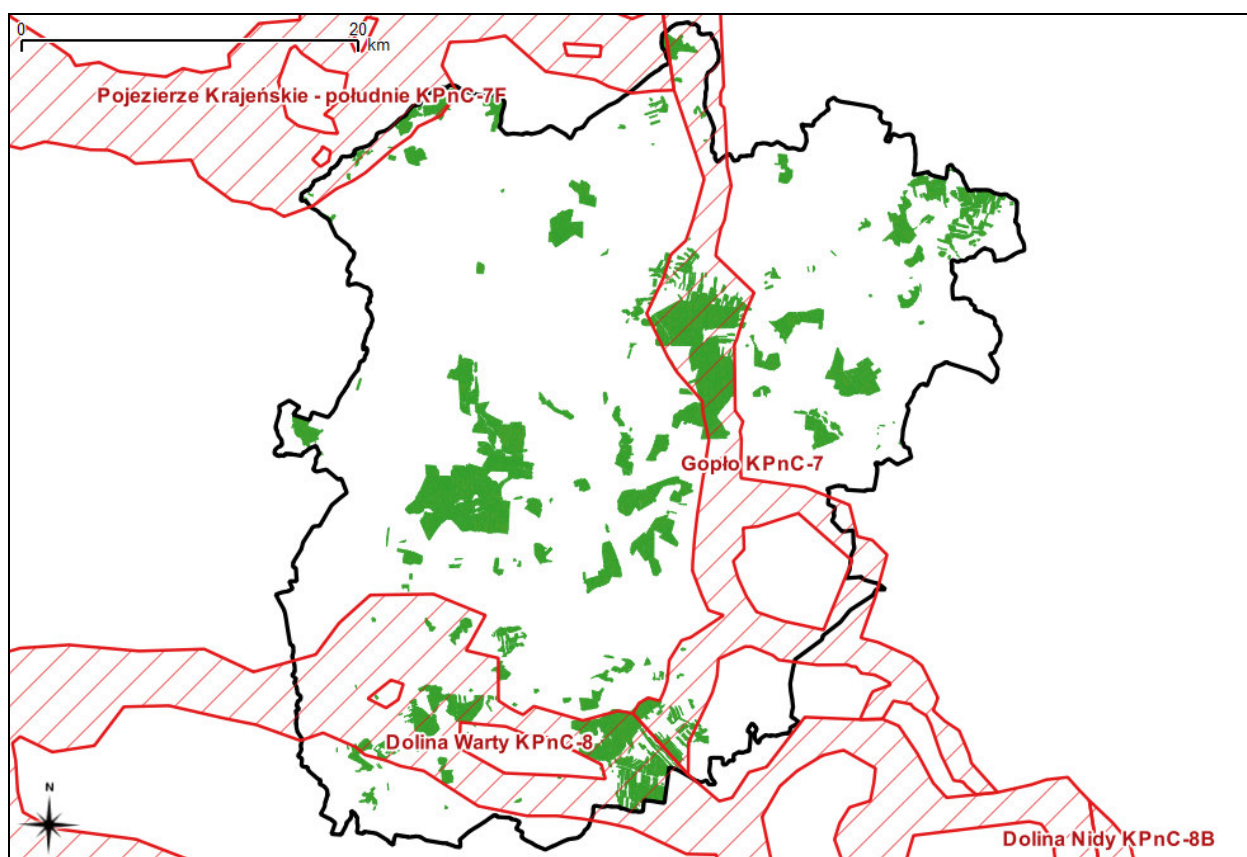 0 20
km
Pojezierze Krajeńskie - południe KPnC-7F
Gopło KPnC-7
Dolina Warty KPnC-8
N
Dolina Nidy KPnC-8B